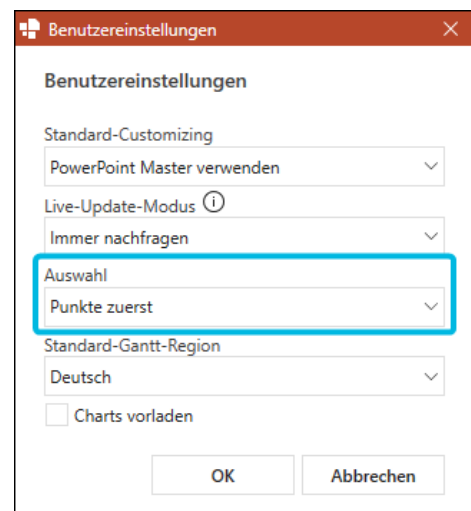 Benutzereinstellungen
Benutzereinstellungen
Standard-Customizing
PowerPoint Master verwenden
Live-Update-Modus
Immer nachfragen
Auswahl
Punkte zuerst
Standard-Gantt-Region
Deutsch
Charts vorladen
OK Abbrechen